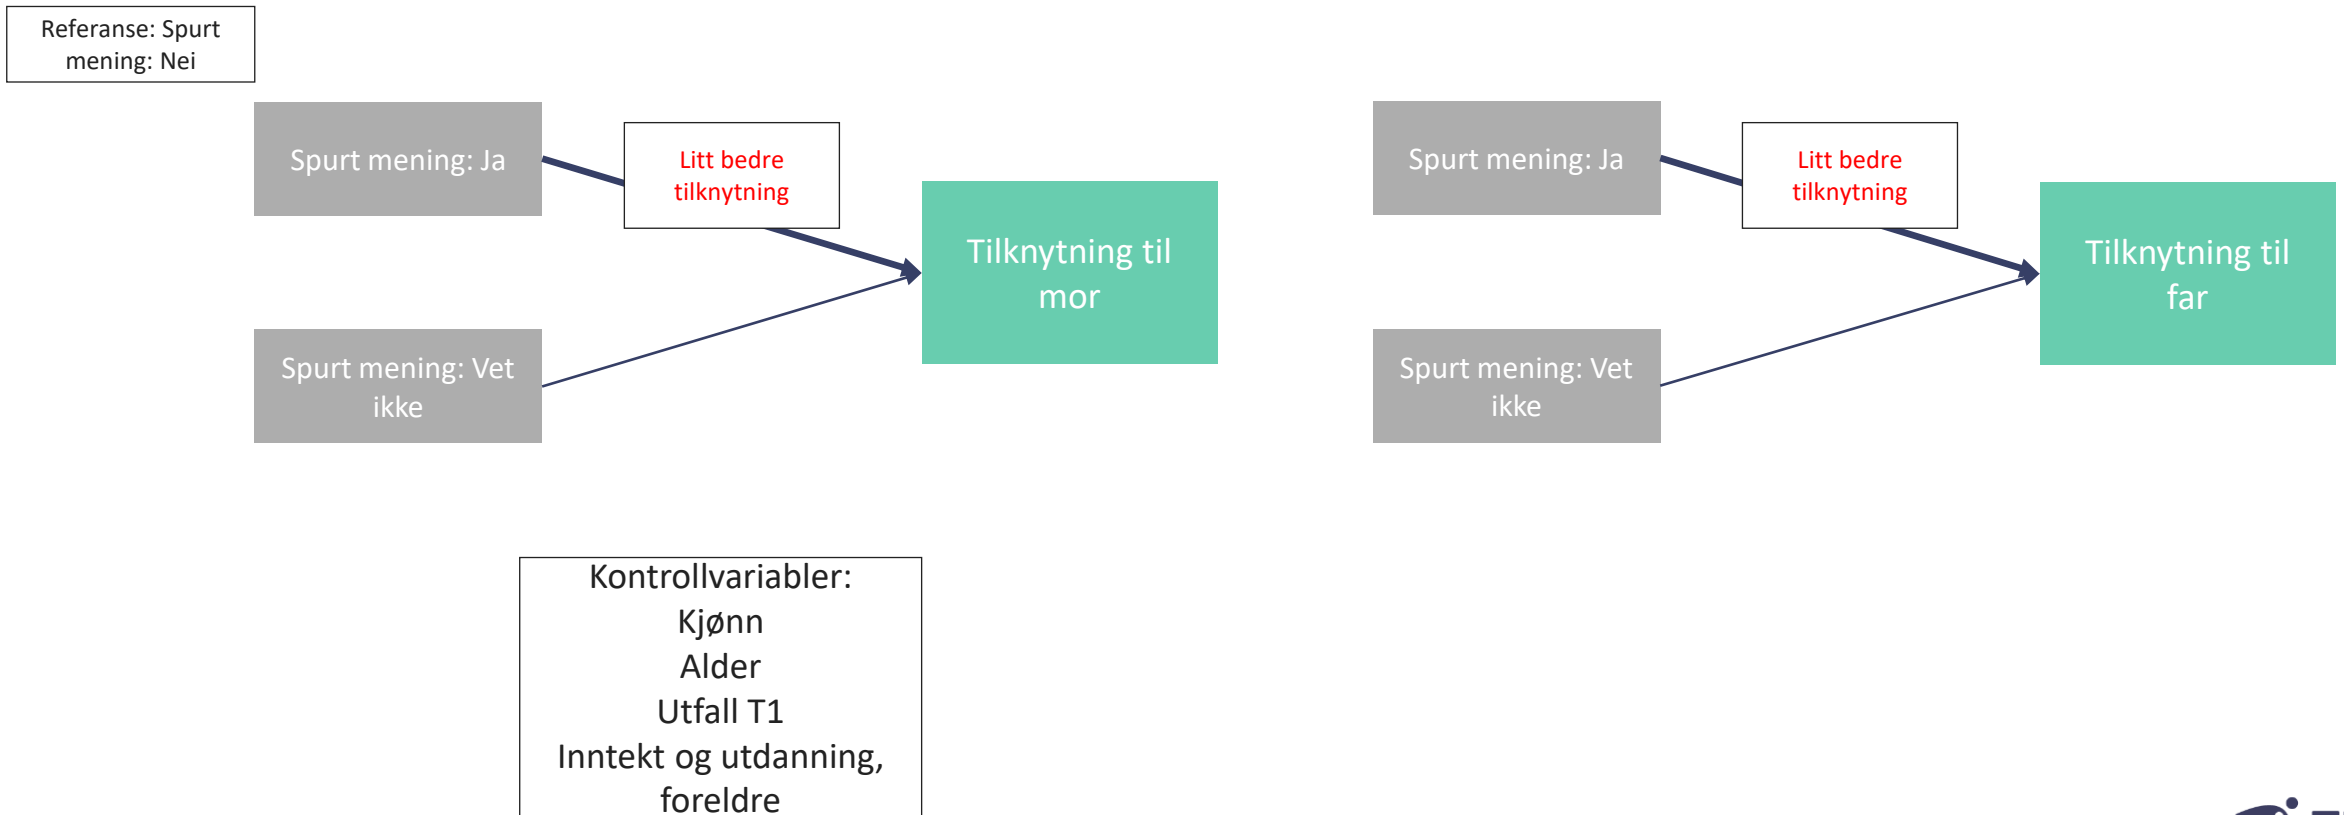 Referanse: Spurt
mening: Nei
Spurt mening: Ja
Litt bedre
tilknytning
Tilknytning til
mor
Spurt mening: Vet
ikke
Spurt mening: Ja
Litt bedre
tilknytning
Tilknytning til
far
Spurt mening: Vet
ikke
Kontrollvariabler:
Kjønn
Alder
Utfall T1
Inntekt og utdanning,
foreldre